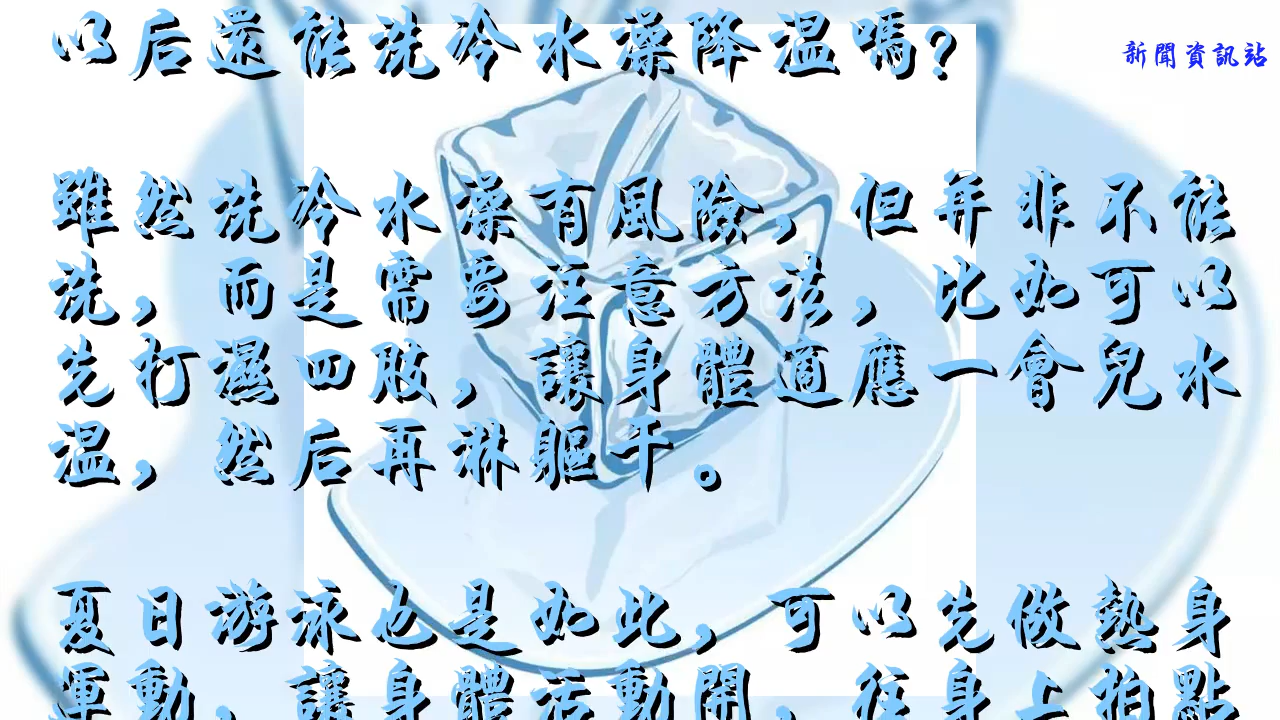 以后還能洗冷水澡降温嗎?
新聞資訊站
雖然洗冷水澡有風險，但并非不能
洗，而是需要注意方法，比如可以
先打濕四肢，讓身體適應一會兒水
温，然后再淋軀干。
夏日游泳也是如此，可以先做熱身
運動，讓身體活動開，往身上拍點